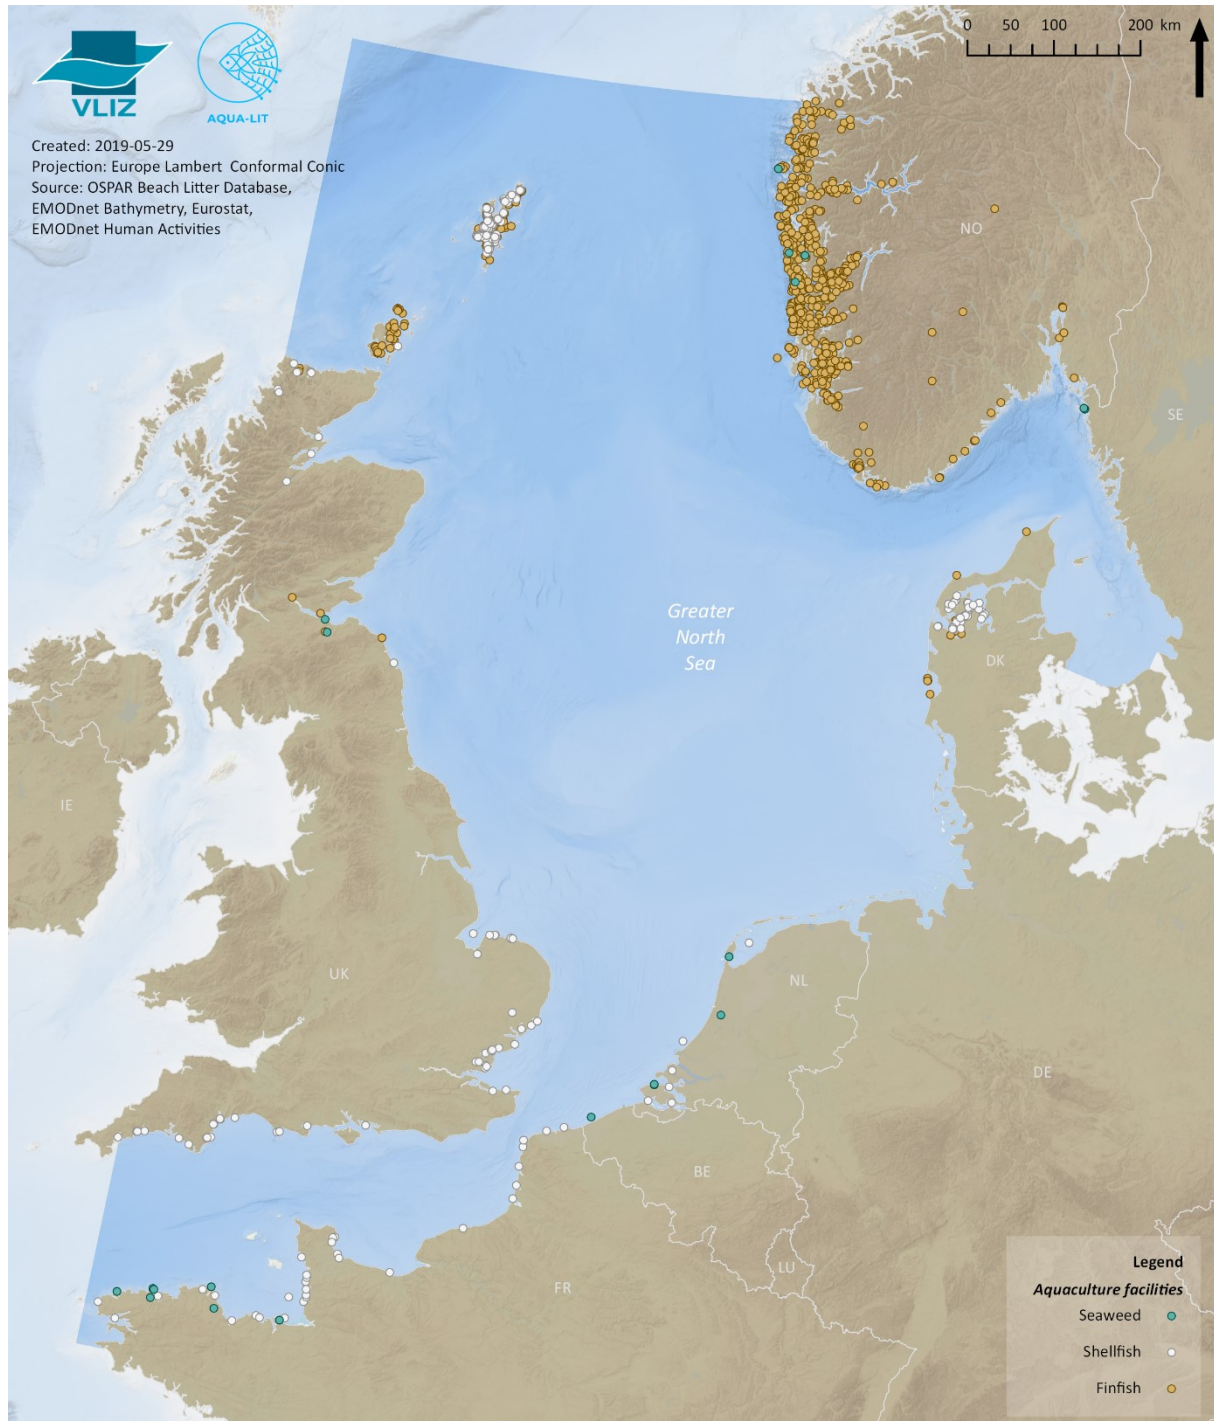 0 50 100 200 km
VLIZ
AQUA-LIT
Created: 2019-05-29
Projection: Europe Lambert Conformal Conic
Source: OSPAR Beach Litter Database,
EMODnet Bathymetry, Eurostat,
EMODnet Human Activities
NO
SE
Greater
North
Sea
DK
IE
UK
NL
DE
BE
LU
FR
Legend
Aquaculture facilities
Seaweed
Shellfish
Finfish